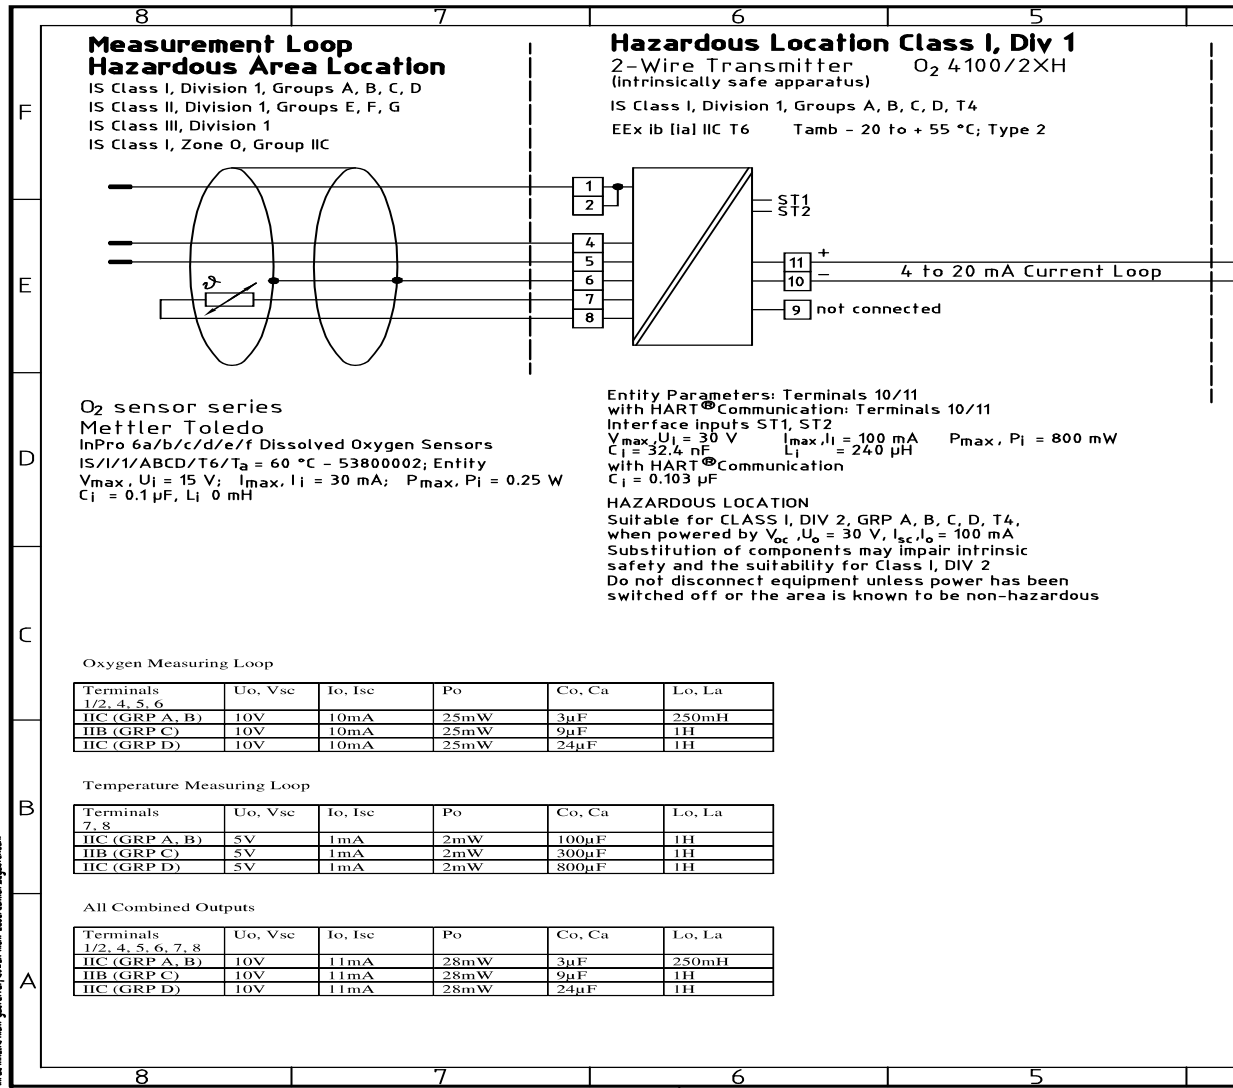 8 7 6 5
Measurement Loop
Hazardous Area Location
IS Class I, Division 1, Groups A, B, C, D
IS Class II, Division 1, Groups E, F, G
IS Class III, Division 1
IS Class I, Zone 0, Group IIC
Hazardous Location Class I, Div 1
2-Wire Transmitter O2 4100/2XH
(intrinsically safe apparatus)
IS Class I, Division 1, Groups A, B, C, D, T4
EEx ib [ia] IIC T6 Tamb - 20 to + 55 °C; Type 2
F
1
2
4
5
6
7
8
ϑ
ST1
ST2
11 +
10 −
4 to 20 mA Current Loop
9 not connected
E
O2 sensor series
Mettler Toledo
InPro 6a/b/c/d/e/f Dissolved Oxygen Sensors
IS/I/1/ABCD/T6/Ta = 60 °C - 53800002; Entity
Vmax, Ui = 15 V; Imax, Ii = 30 mA; Pmax, Pi = 0.25 W
Ci = 0.1 µF, Li 0 mH
D
Entity Parameters: Terminals 10/11
with HART® Communication: Terminals 10/11
Interface inputs ST1, ST2
Vmax,UI = 30 V Imax,II = 100 mA Pmax, Pi = 800 mW
Ci = 32.4 nF Li = 240 µH
with HART® Communication
Ci = 0.103 µF
HAZARDOUS LOCATION
Suitable for CLASS I, DIV 2, GRP A, B, C, D, T4,
when powered by Voc ,Uo = 30 V, Isc,Io = 100 mA
Substitution of components may impair intrinsic
safety and the suitability for Class I, DIV 2
Do not disconnect equipment unless power has been
switched off or the area is known to be non-hazardous
C
Oxygen Measuring Loop
Terminals 1/2, 4, 5, 6 Uo, Vsc Io, Isc Po Co, Ca Lo, La
IIC (GRP A, B) 10V 10mA 25mW 3µF 250mH
IIB (GRP C) 10V 10mA 25mW 9µF 1H
IIC (GRP D) 10V 10mA 25mW 24µF 1H
B
Temperature Measuring Loop
Terminals 7, 8 Uo, Vsc Io, Isc Po Co, Ca Lo, La
IIC (GRP A, B) 5V 1mA 2mW 100µF 1H
IIB (GRP C) 5V 1mA 2mW 300µF 1H
IIC (GRP D) 5V 1mA 2mW 800µF 1H
A
All Combined Outputs
Terminals 1/2, 4, 5, 6, 7, 8 Uo, Vsc Io, Isc Po Co, Ca Lo, La
IIC (GRP A, B) 10V 11mA 28mW 3µF 250mH
IIB (GRP C) 10V 11mA 28mW 9µF 1H
IIC (GRP D) 10V 11mA 28mW 24µF 1H
8 7 6 5